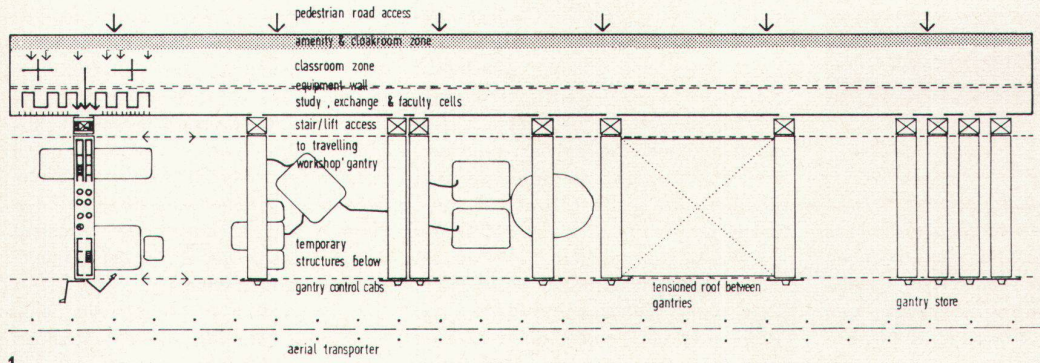 pedestrian road access
amenity & cloakroom zone
classroom zone
equipment wall
study, exchange & faculty cells
stair/lift access
to travelling
workshop' gantry
temporary
structures below
gantry control cabs
tensioned roof between
gantries
gantry store
aerial transporter
1